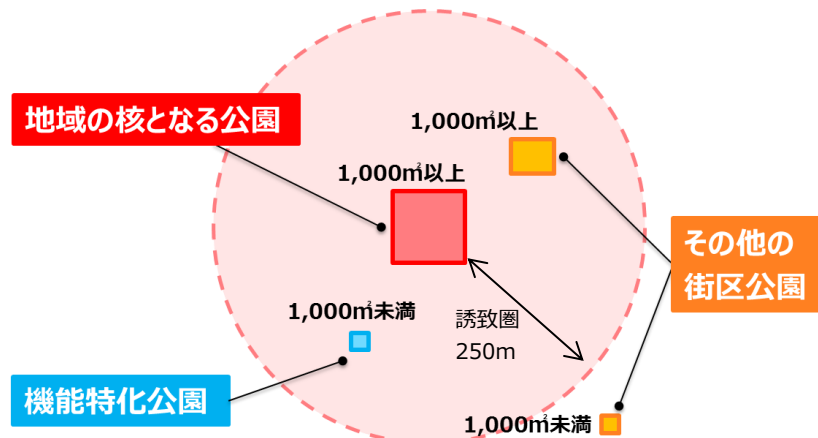 地域の核となる公園
1,000㎡以上
1,000㎡以上
その他の
街区公園
1,000㎡未満
誘致圏
250m
機能特化公園
1,000㎡未満